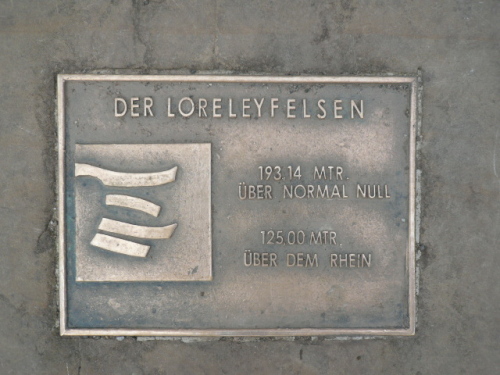 DER LORELEYFELSEN
193,14 MTR.
ÜBER NORMAL NULL
125,00 MTR.
ÜBER DEM RHEIN